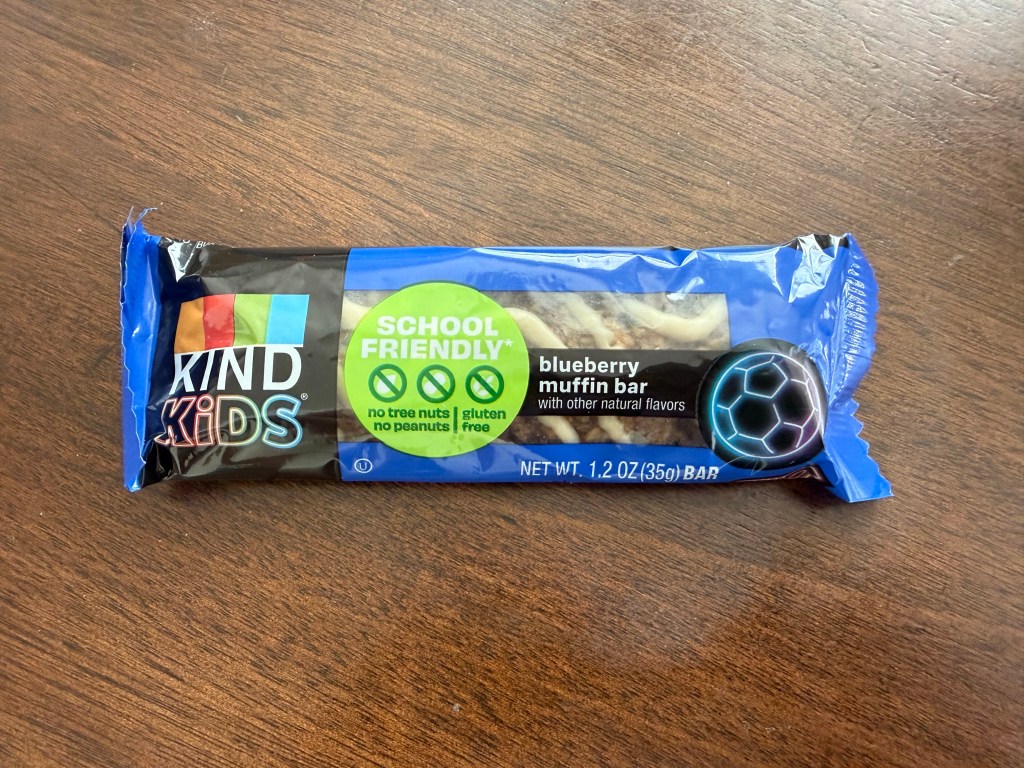 KIND
KiDS®
SCHOOL
FRIENDLY*
no tree nuts | gluten
no peanuts | free
blueberry
muffin bar
with other natural flavors
U
NET WT. 1.2 OZ (35g) BAR